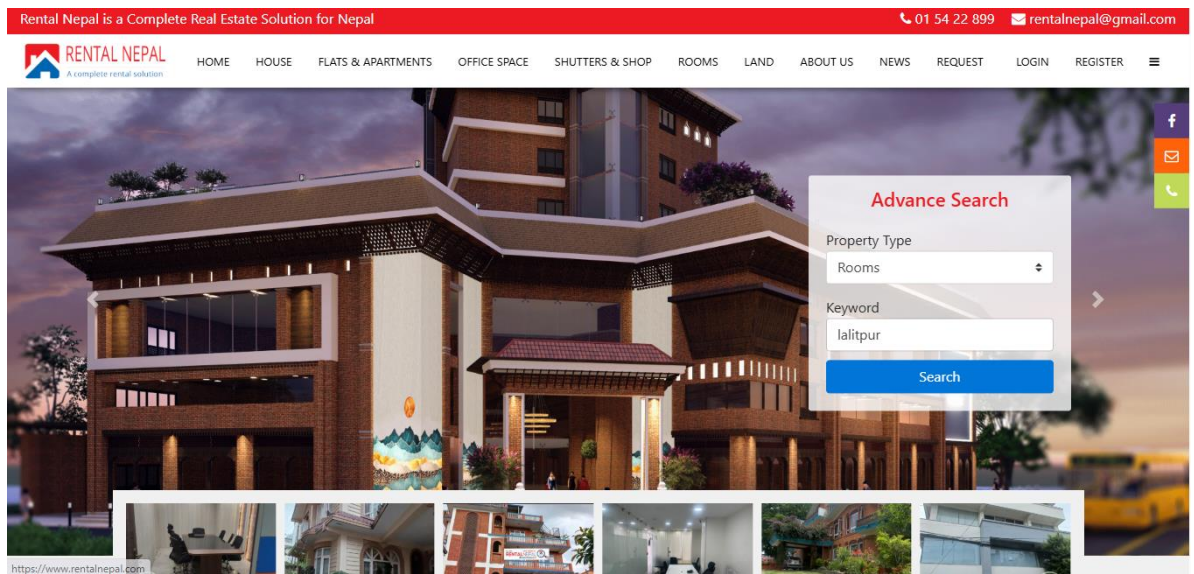 Rental Nepal is a Complete Real Estate Solution for Nepal
01 54 22 899 rentalnepal@gmail.com
RENTAL NEPAL
A complete rental solution
HOME HOUSE FLATS & APARTMENTS OFFICE SPACE SHUTTERS & SHOP ROOMS LAND ABOUT US NEWS REQUEST LOGIN REGISTER
Advance Search
Property Type
Rooms
Keyword
lalitpur
Search
https://www.rentalnepal.com